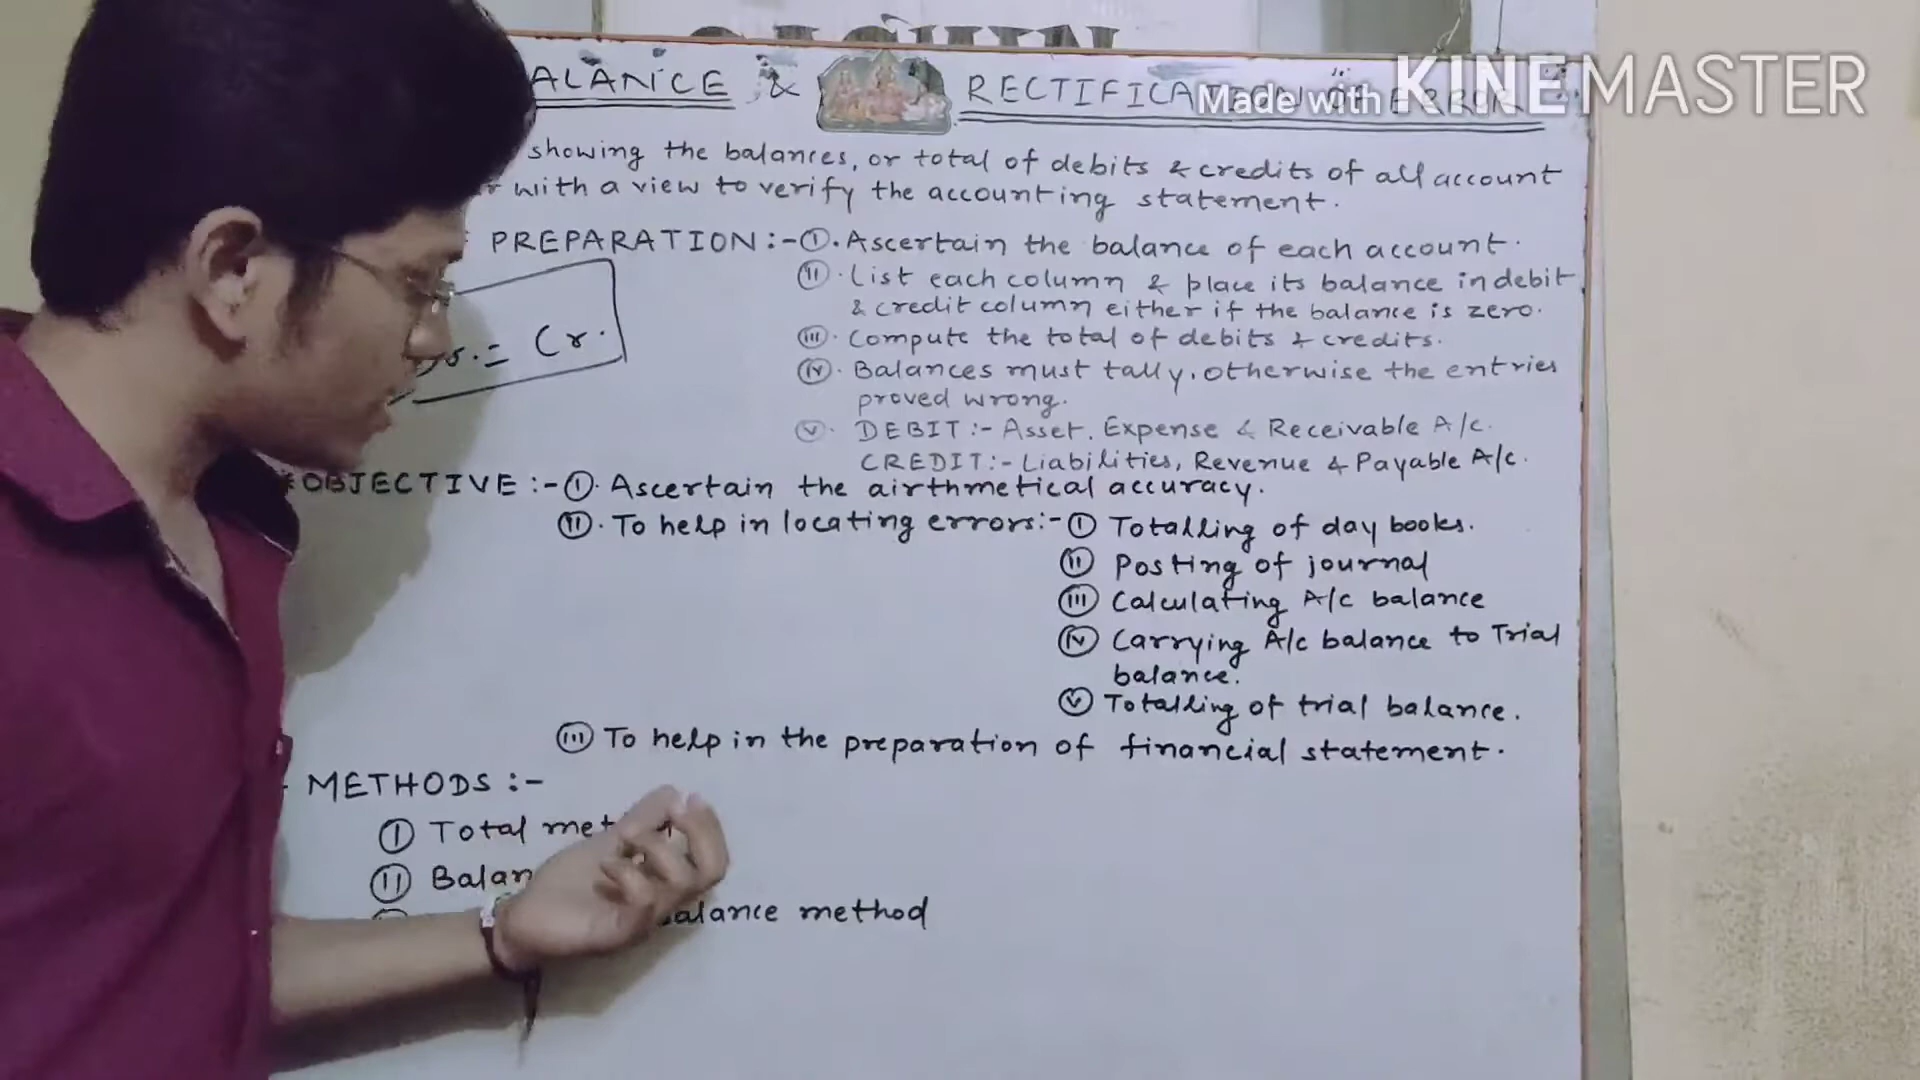 ALANCE & RECTIFICATION OF ERROR
Made with KINEMASTER
showing the balances, or total of debits & credits of all account
with a view to verify the accounting statement.
PREPARATION :- (I). Ascertain the balance of each account.
(II). List each column & place its balance in debit
& credit column either if the balance is zero.
= Cr.
(III). Compute the total of debits & credits.
(IV). Balances must tally, otherwise the entries
proved wrong.
(V). DEBIT :- Asset, Expense & Receivable A/c.
CREDIT :- Liabilities, Revenue & Payable A/c.
*OBJECTIVE :- (I). Ascertain the airthmetical accuracy.
(II). To help in locating errors:- (I) Totalling of day books.
(II) Posting of journal
(III) Calculating A/c balance
(IV) Carrying A/c balance to Trial
balance.
(V) Totalling of trial balance.
(III) To help in the preparation of financial statement.
METHODS :-
(I) Total met
(II) Balan
alance method